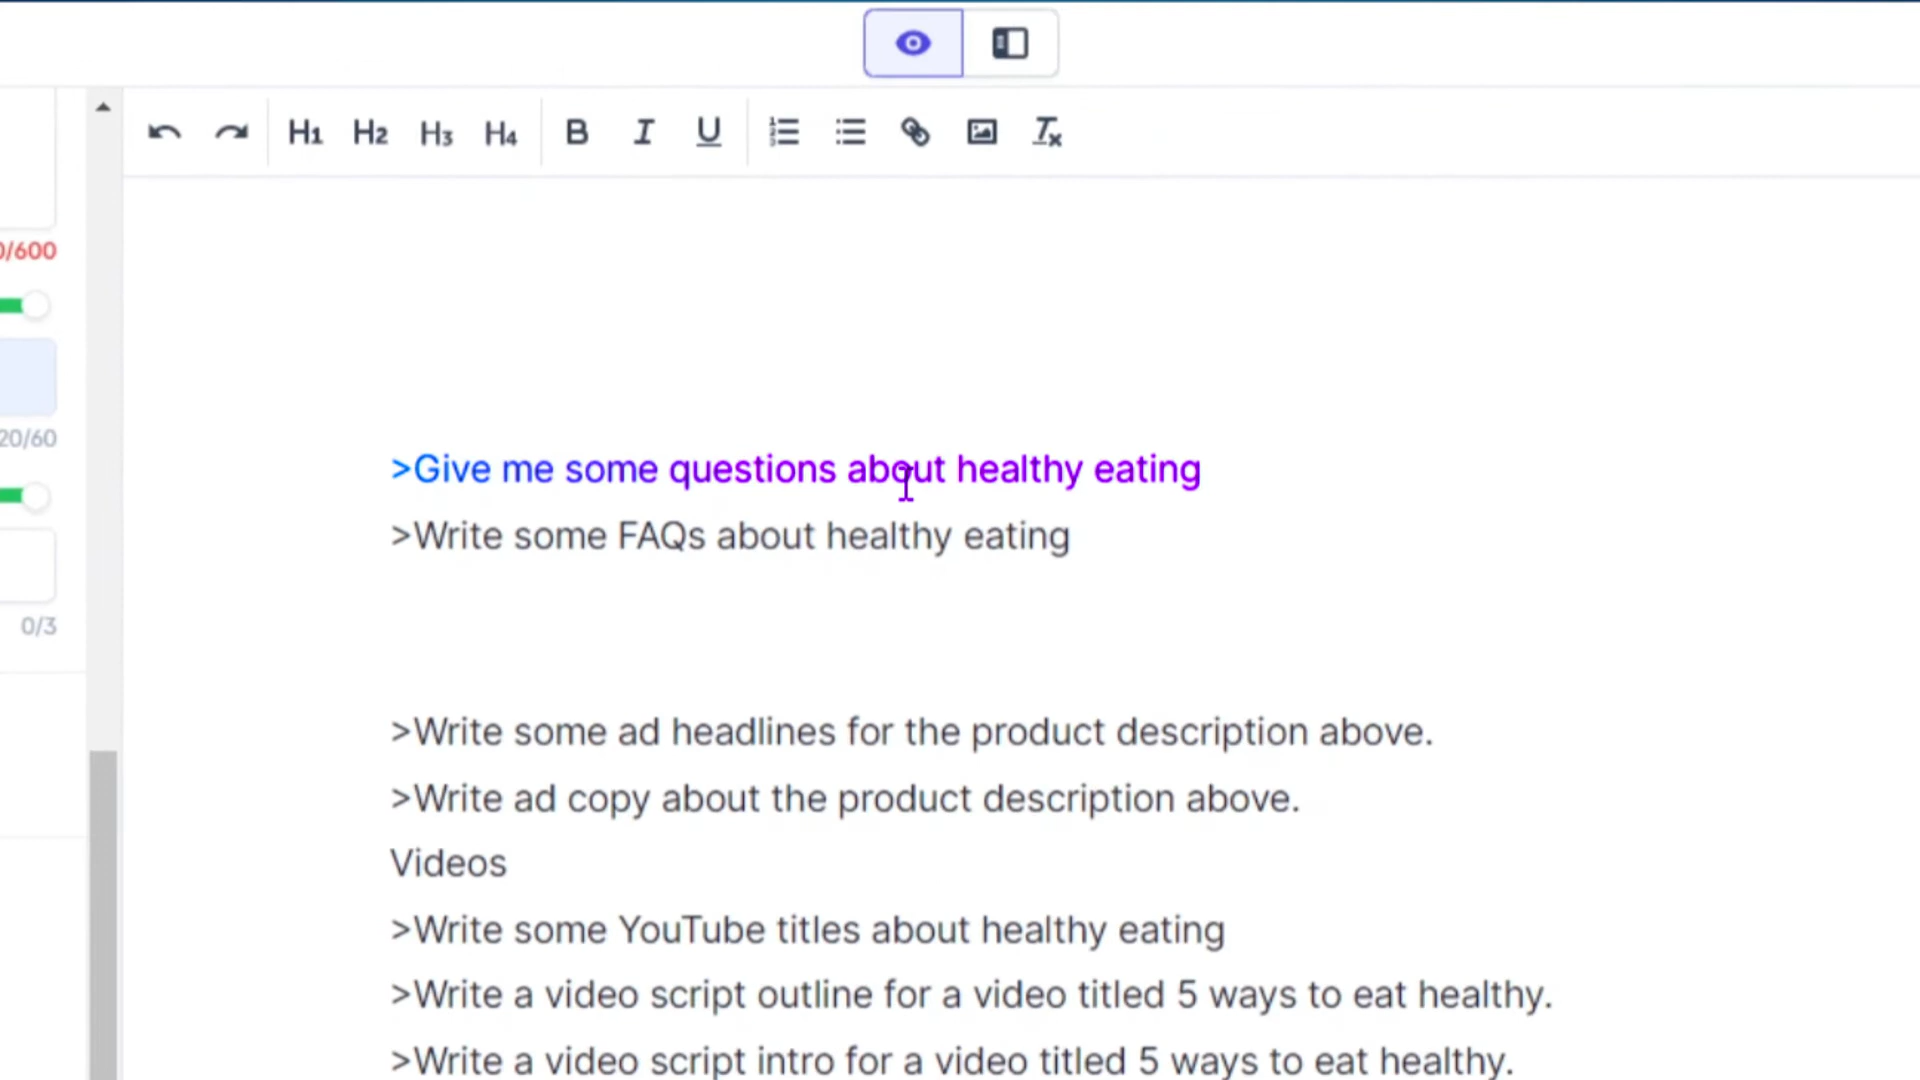 H1 H2 H3 H4 B I U
0/600
20/60
0/3
>Give me some questions about healthy eating
>Write some FAQs about healthy eating
>Write some ad headlines for the product description above.
>Write ad copy about the product description above.
Videos
>Write some YouTube titles about healthy eating
>Write a video script outline for a video titled 5 ways to eat healthy.
>Write a video script intro for a video titled 5 ways to eat healthy.